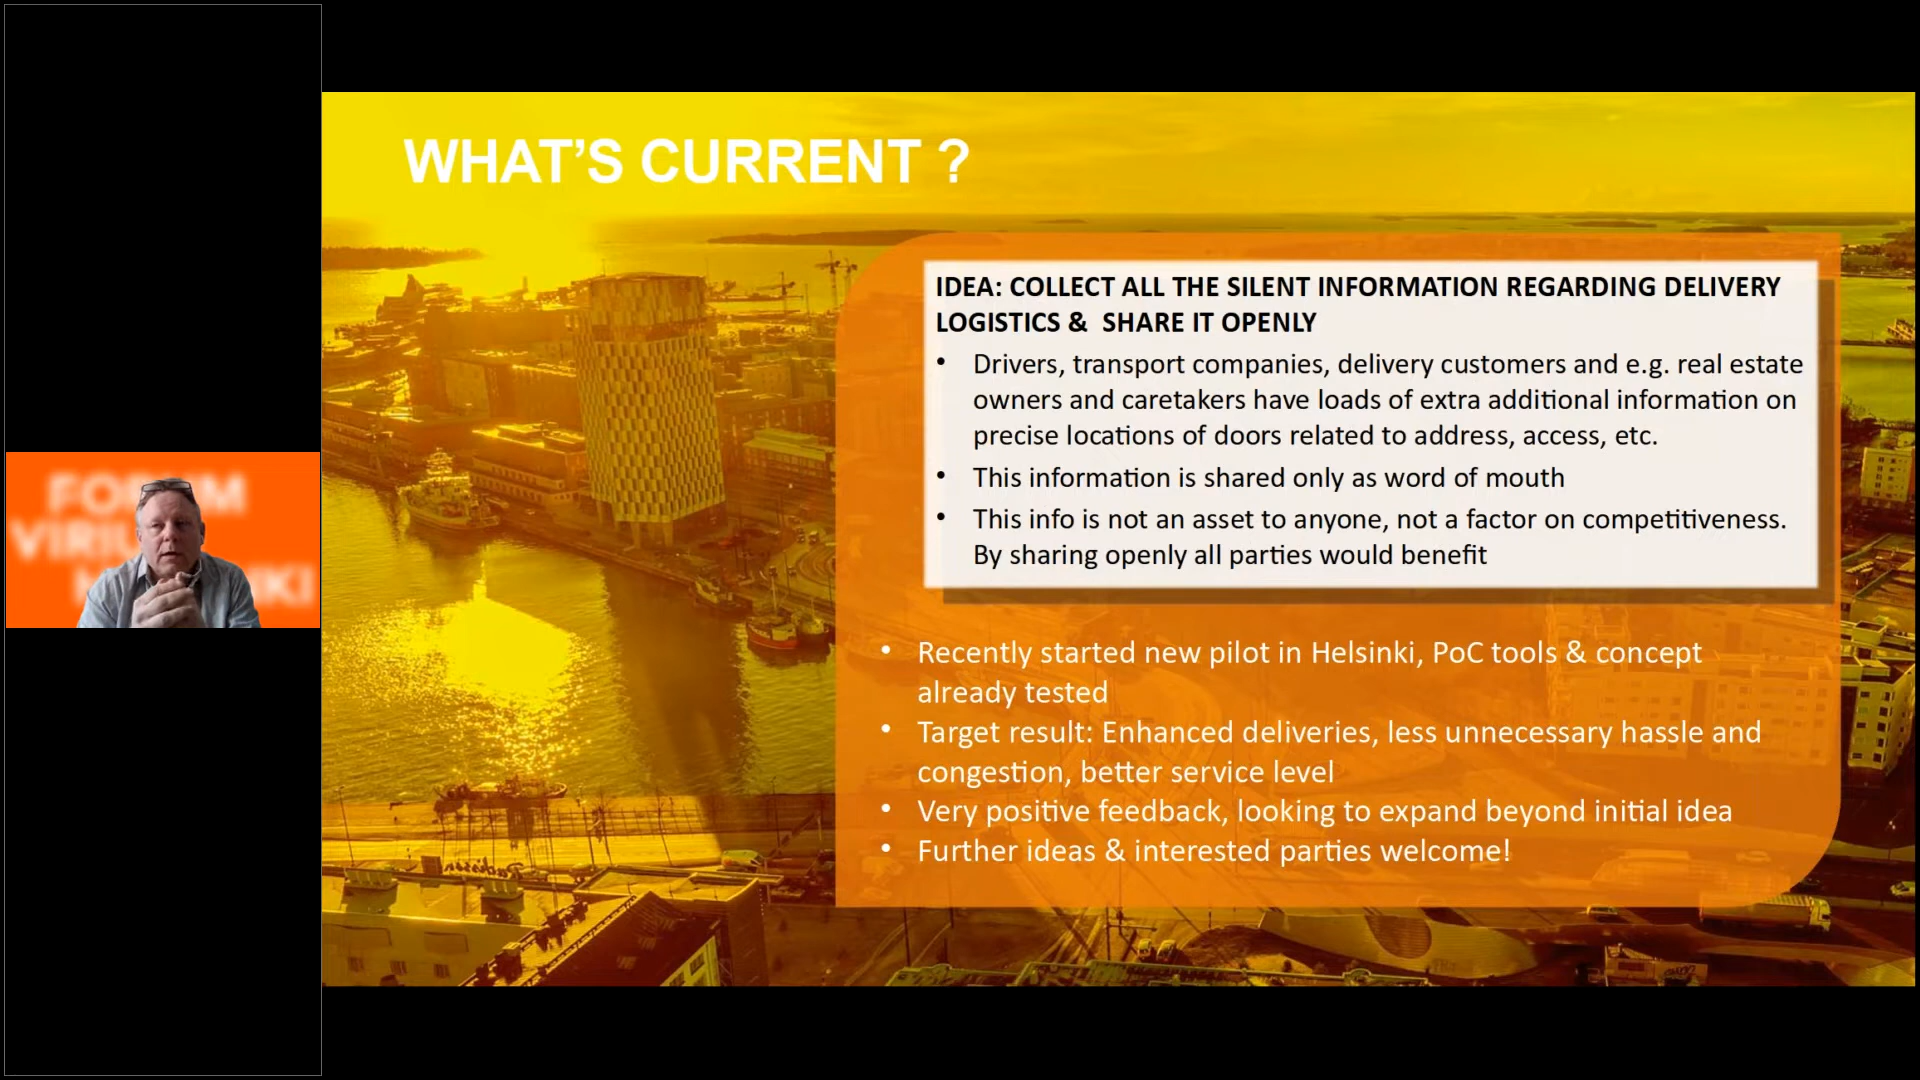 WHAT'S CURRENT ?
IDEA: COLLECT ALL THE SILENT INFORMATION REGARDING DELIVERY
LOGISTICS & SHARE IT OPENLY
• Drivers, transport companies, delivery customers and e.g. real estate
owners and caretakers have loads of extra additional information on
precise locations of doors related to address, access, etc.
• This information is shared only as word of mouth
• This info is not an asset to anyone, not a factor on competitiveness.
By sharing openly all parties would benefit
• Recently started new pilot in Helsinki, PoC tools & concept
already tested
• Target result: Enhanced deliveries, less unnecessary hassle and
congestion, better service level
• Very positive feedback, looking to expand beyond initial idea
• Further ideas & interested parties welcome!